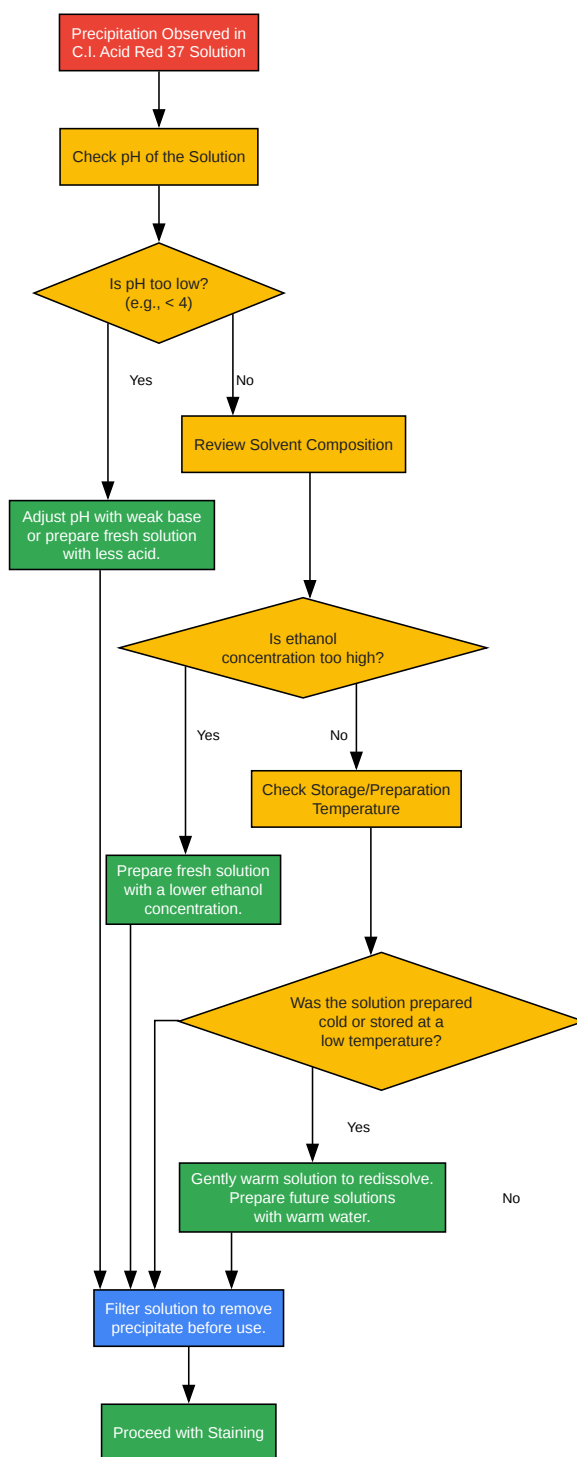 Precipitation Observed in
C.I. Acid Red 37 Solution
Check pH of the Solution
Is pH too low?
(e.g., < 4)
Yes
No
Review Solvent Composition
Adjust pH with weak base
or prepare fresh solution
with less acid.
Is ethanol
concentration too high?
Yes
No
Check Storage/Preparation
Temperature
Prepare fresh solution
with a lower ethanol
concentration.
Was the solution prepared
cold or stored at a
low temperature?
Yes
Gently warm solution to redissolve.
Prepare future solutions
with warm water.
No
Filter solution to remove
precipitate before use.
Proceed with Staining